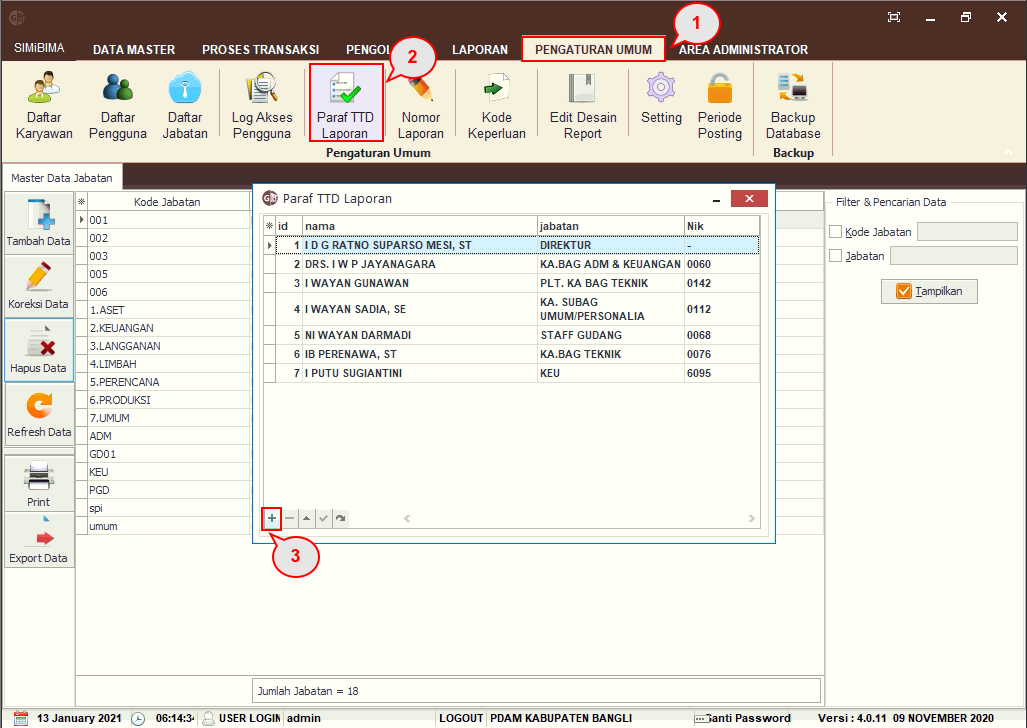 1
SIMiBIMA
DATA MASTER
PROSES TRANSAKSI
PENGOL
LAPORAN
PENGATURAN UMUM
AREA ADMINISTRATOR
2
Daftar
Karyawan
Daftar
Pengguna
Daftar
Jabatan
Log Akses
Pengguna
Paraf TTD
Laporan
Nomor
Laporan
Kode
Keperluan
Edit Desain
Report
Setting
Periode
Posting
Backup
Database
Pengaturan Umum
Backup
Master Data Jabatan
Tambah Data
Koreksi Data
Hapus Data
Refresh Data
Print
Export Data
Kode Jabatan
001
002
003
005
006
1.ASET
2.KEUANGAN
3.LANGGANAN
4.LIMBAH
5.PERENCANA
6.PRODUKSI
7.UMUM
ADM
GD01
KEU
PGD
spi
umum
Paraf TTD Laporan
id nama jabatan Nik
1 I D G RATNO SUPARSO MESI, ST DIREKTUR -
2 DRS. I W P JAYANAGARA KA.BAG ADM & KEUANGAN 0060
3 I WAYAN GUNAWAN PLT. KA BAG TEKNIK 0142
4 I WAYAN SADIA, SE KA. SUBAG UMUM/PERSONALIA 0112
5 NI WAYAN DARMADI STAFF GUDANG 0068
6 IB PERENAWA, ST KA.BAG TEKNIK 0076
7 I PUTU SUGIANTINI KEU 6095
3
Filter & Pencarian Data
Kode Jabatan
Jabatan
Tampilkan
Jumlah Jabatan = 18
13 January 2021 06:14:34 USER LOGIN admin LOGOUT PDAM KABUPATEN BANGLI Ganti Password Versi : 4.0.11 09 NOVEMBER 2020